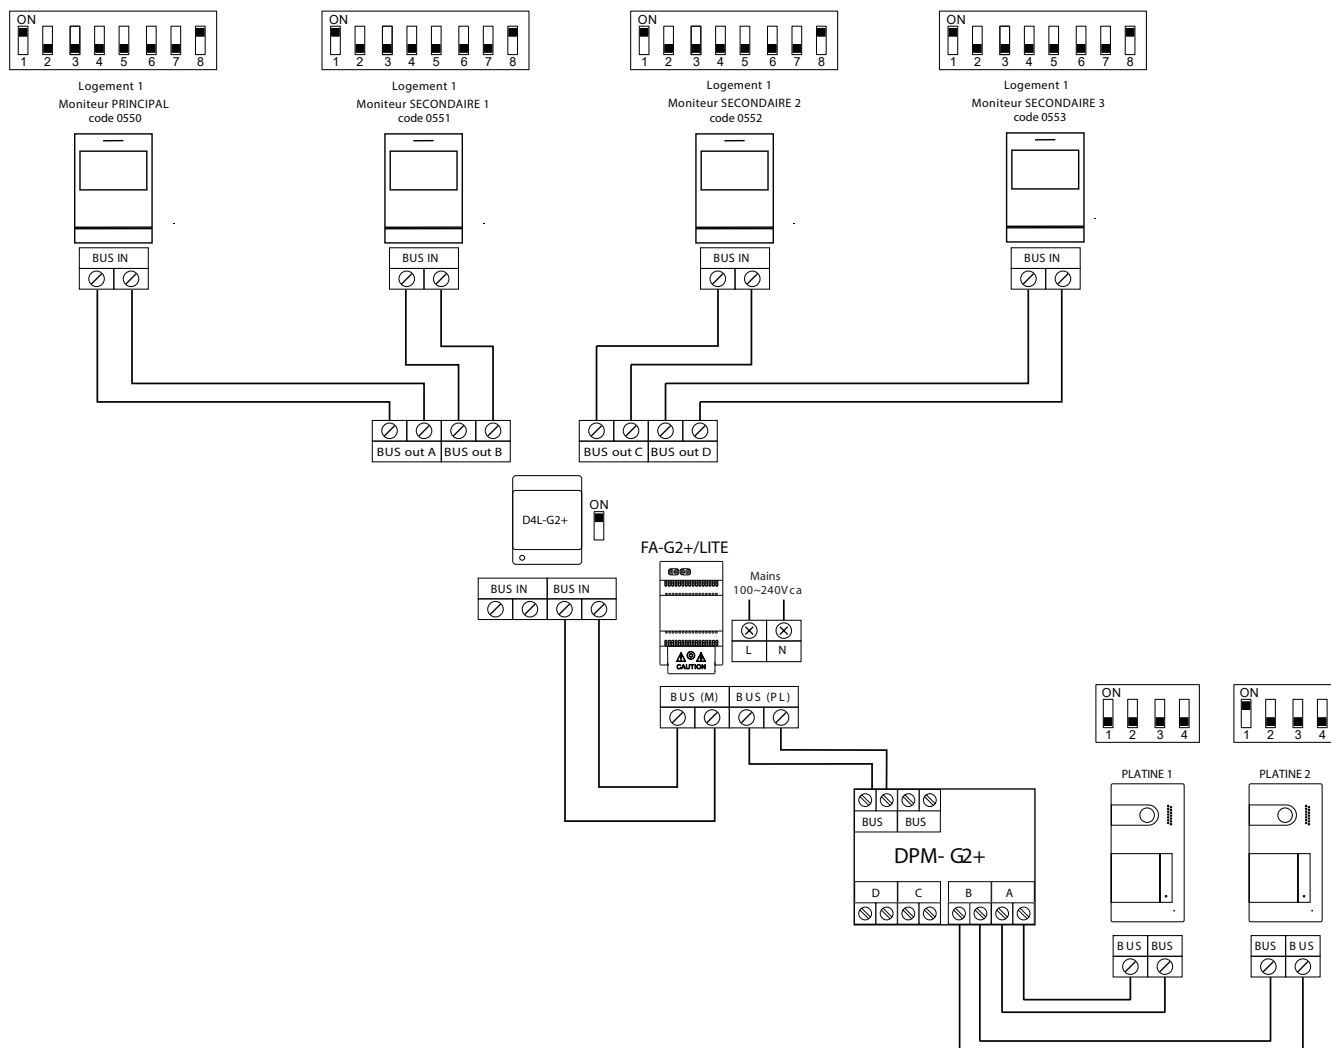 ON ON ON ON
1 2 3 4 5 6 7 8 1 2 3 4 5 6 7 8 1 2 3 4 5 6 7 8 1 2 3 4 5 6 7 8
Logement 1 Logement 1 Logement 1 Logement 1
Moniteur PRINCIPAL Moniteur SECONDAIRE 1 Moniteur SECONDAIRE 2 Moniteur SECONDAIRE 3
code 0550 code 0551 code 0552 code 0553
BUS IN BUS IN BUS IN BUS IN
BUS out A BUS out B BUS out C BUS out D
ON
D4L-G2+
FA-G2+/LITE
Mains
100~240Vca
BUS IN BUS IN
L N
CAUTION
BUS (M) BUS (PL)
ON ON
1 2 3 4 1 2 3 4
PLATINE 1 PLATINE 2
BUS BUS
DPM- G2+
D C B A
BUS BUS BUS BUS